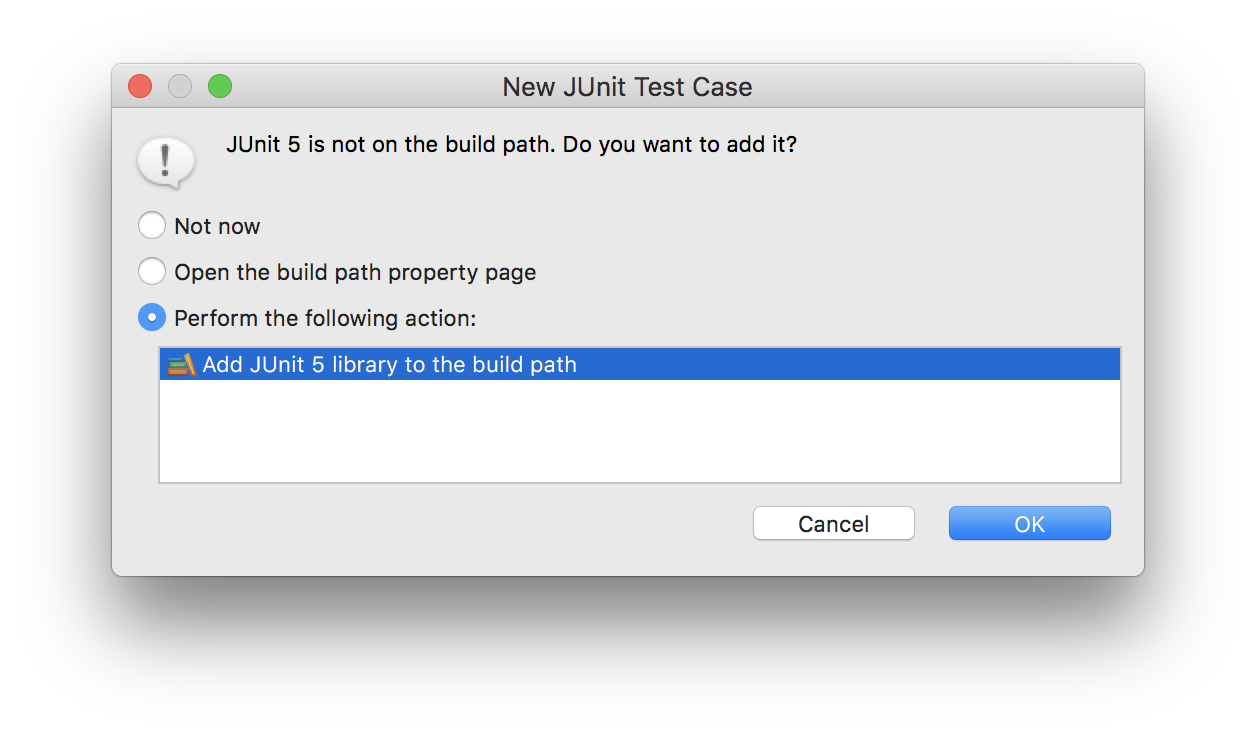 New JUnit Test Case
JUnit 5 is not on the build path. Do you want to add it?
Not now
Open the build path property page
Perform the following action:
Add JUnit 5 library to the build path
Cancel
OK